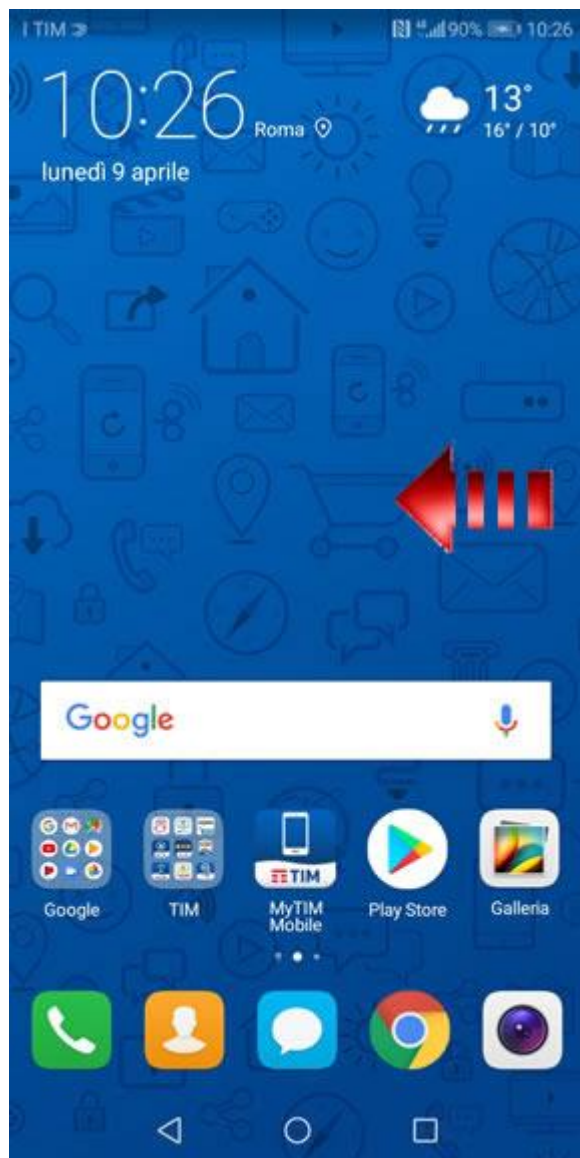 I TIM
90% 10:26
10:26 Roma
13°
16° / 10°
lunedì 9 aprile
Google
TIM
Google
TIM
MyTIM
Mobile
Play Store
Galleria